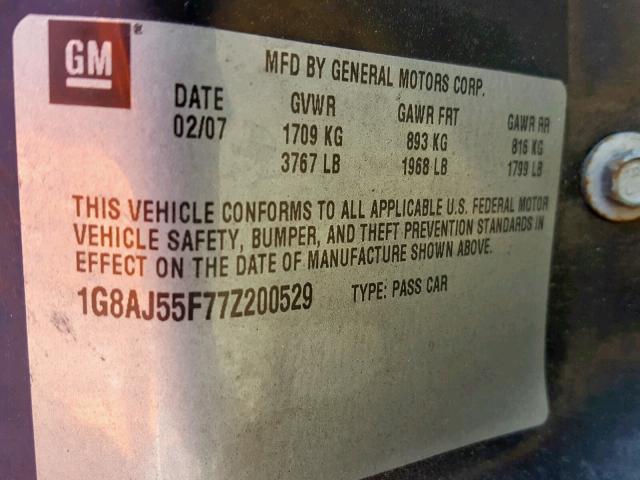 GM
MFD BY GENERAL MOTORS CORP.
DATE GVWR GAWR FRT GAWR RR
02/07 1709 KG 893 KG 816 KG
3767 LB 1968 LB 1799 LB
THIS VEHICLE CONFORMS TO ALL APPLICABLE U.S. FEDERAL MOTOR
VEHICLE SAFETY, BUMPER, AND THEFT PREVENTION STANDARDS IN
EFFECT ON THE DATE OF MANUFACTURE SHOWN ABOVE.
1G8AJ55F77Z200529 TYPE: PASS CAR